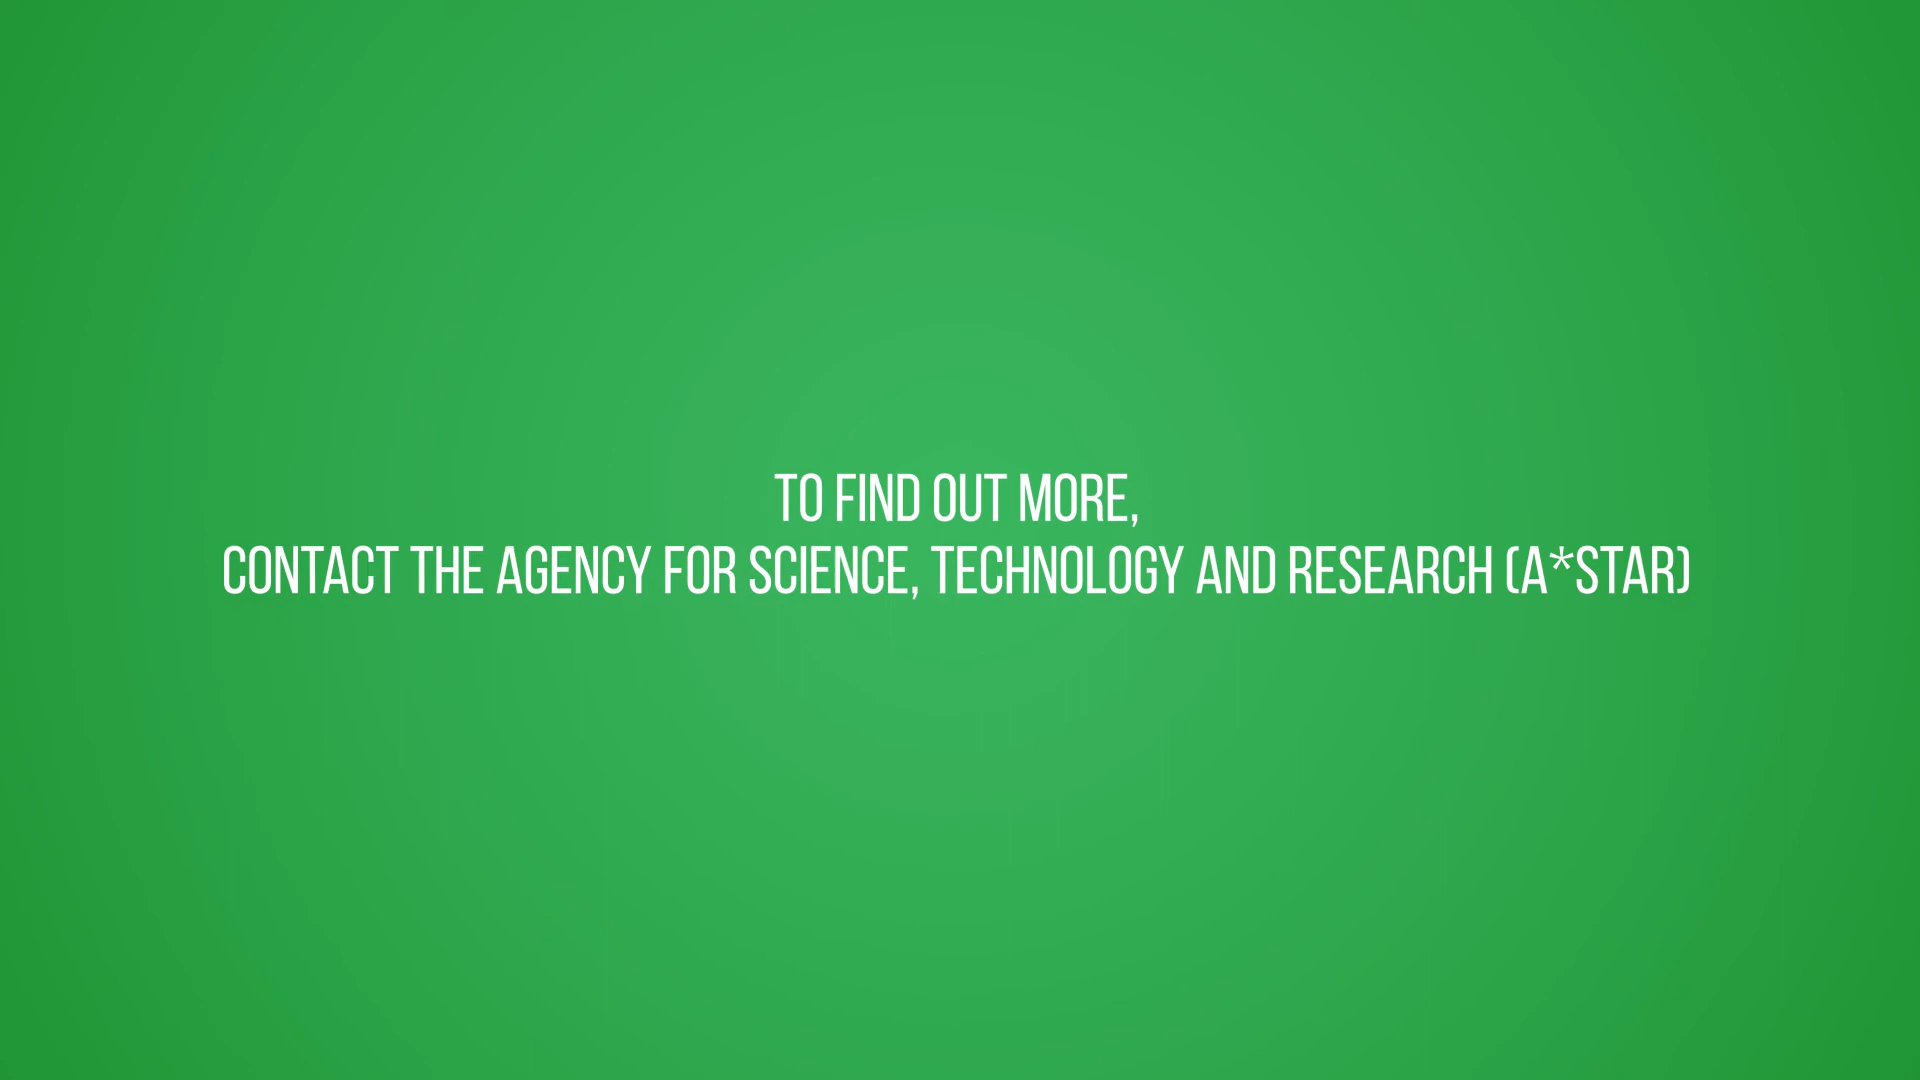 TO FIND OUT MORE,
CONTACT THE AGENCY FOR SCIENCE, TECHNOLOGY AND RESEARCH (A*STAR)